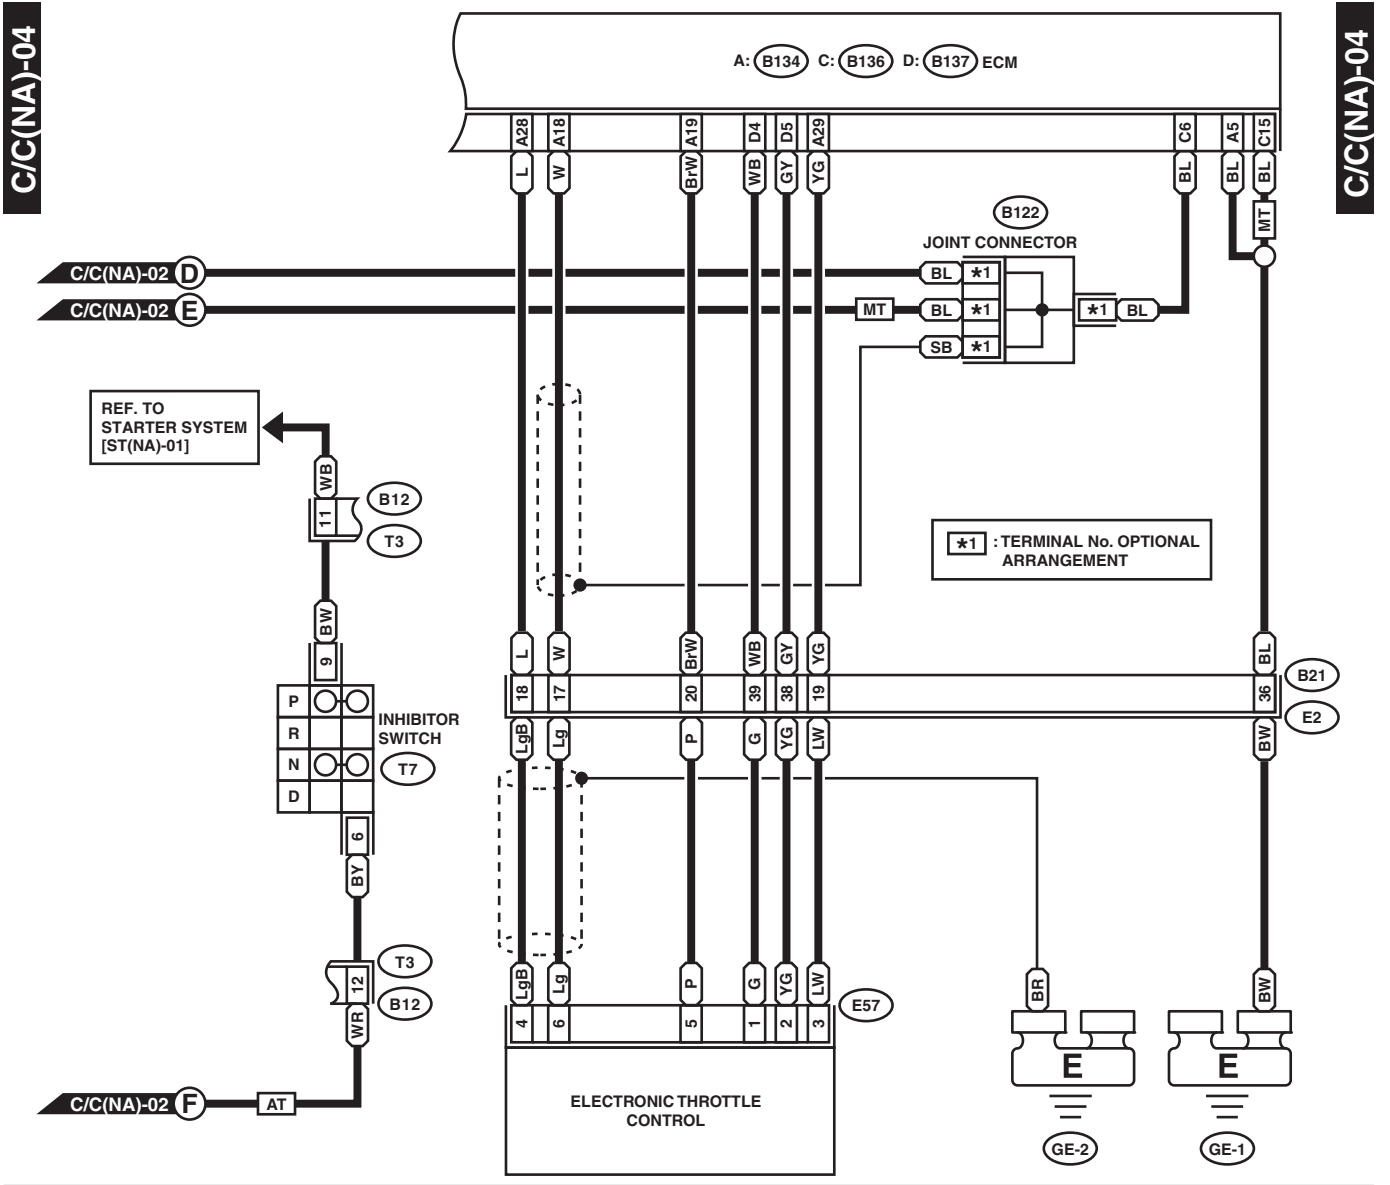 C/C(NA)-04
C/C(NA)-04
A: B134 C: B136 D: B137 ECM
A28 A18 A19 D4 D5 A29 C6 A5 C15
L W BrW WB GY YG BL BL BL
MT
B122
JOINT CONNECTOR
C/C(NA)-02 D BL *1
C/C(NA)-02 E MT BL *1 *1 BL
SB *1
REF. TO
STARTER SYSTEM
[ST(NA)-01]
WB
11
B12
T3
*1 : TERMINAL No. OPTIONAL
ARRANGEMENT
BW
9
L W BrW WB GY YG BL
18 17 20 39 38 19 36
B21
E2
LgB Lg P G YG LW BW
P
R
N
D
INHIBITOR
SWITCH
T7
6
BY
T3
12
B12
WR
LgB Lg P G YG LW BR BW
4 6 5 1 2 3
E57
E E
ELECTRONIC THROTTLE
CONTROL
C/C(NA)-02 F AT
GE-2 GE-1